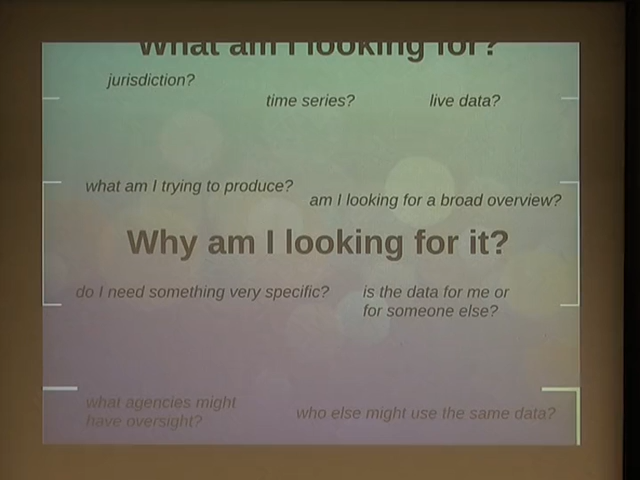 What am I looking for?
jurisdiction?
time series?
live data?
what am I trying to produce?
am I looking for a broad overview?
Why am I looking for it?
do I need something very specific?
is the data for me or
for someone else?
what agencies might
have oversight?
who else might use the same data?